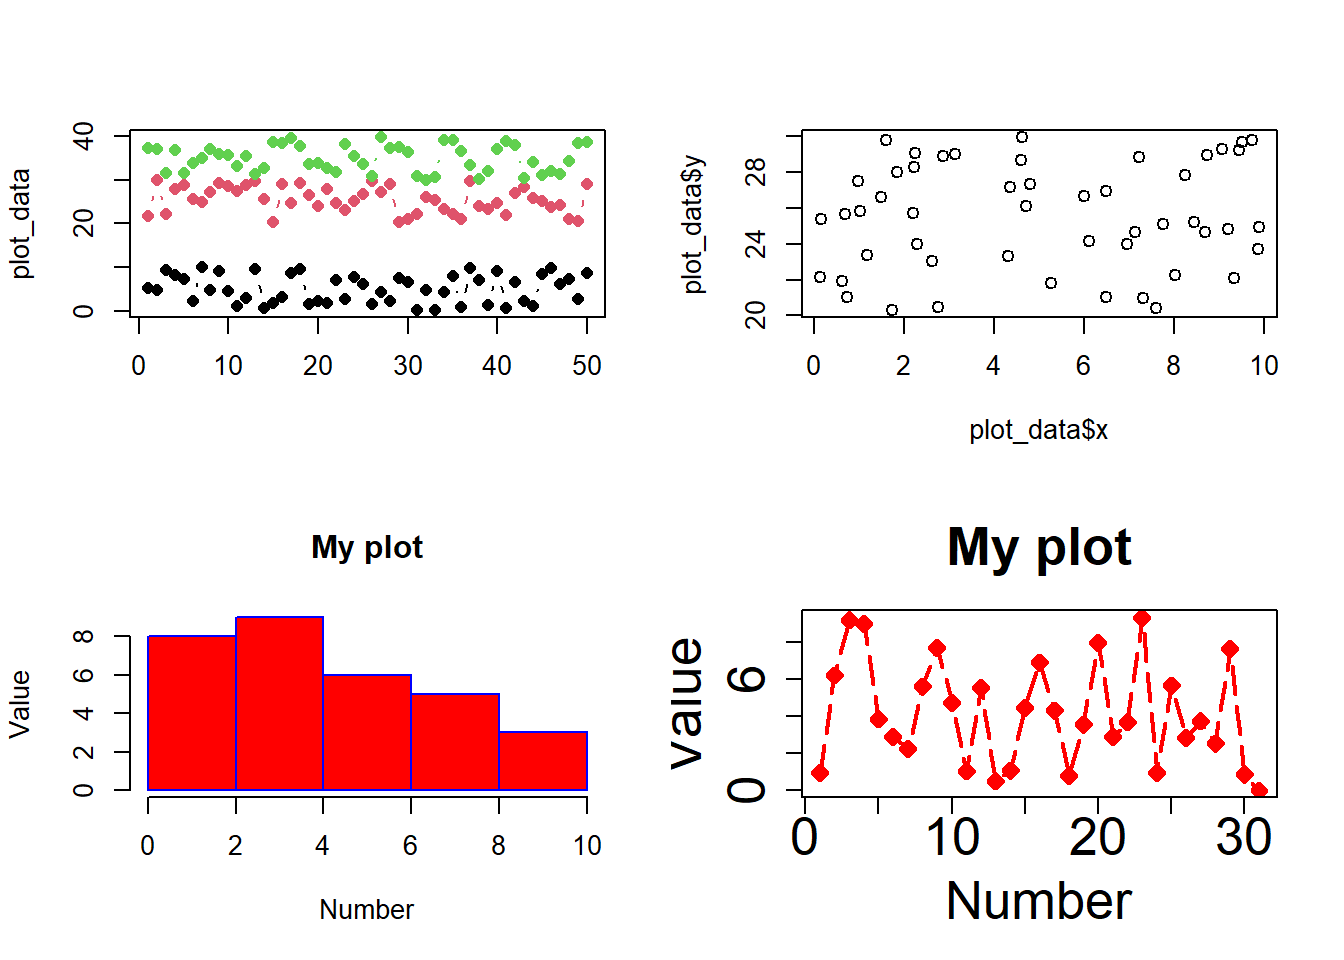 plot_data
0 20 40
0 10 20 30 40 50
plot_data$y
20 24 28
0 2 4 6 8 10
plot_data$x
My plot
Value
0 2 4 6 8
0 2 4 6 8 10
Number
My plot
value
0 6
0 10 20 30
Number